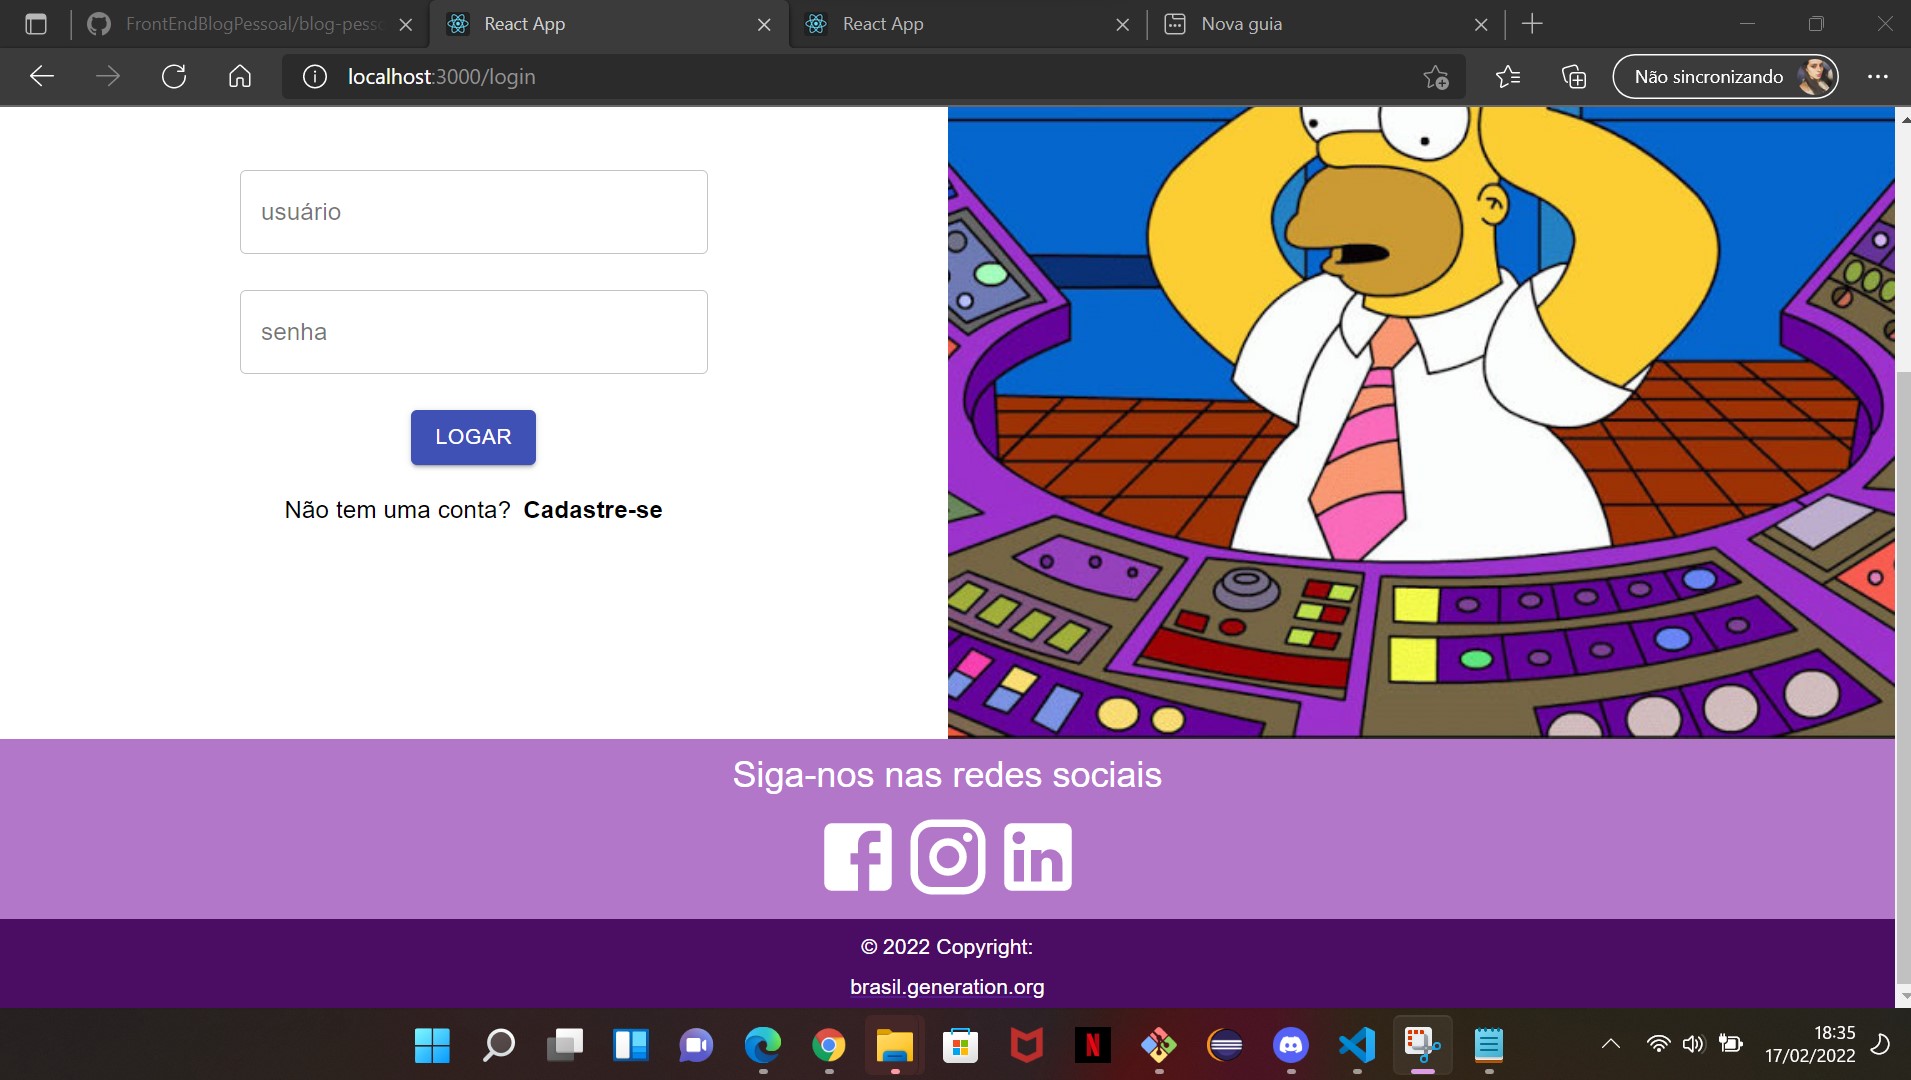 FrontEndBlogPessoal/blog-pess
React App
React App
Nova guia
localhost:3000/login
Não sincronizando
usuário
senha
LOGAR
Não tem uma conta? Cadastre-se
Siga-nos nas redes sociais
in
© 2022 Copyright:
brasil.generation.org
N
18:35
17/02/2022